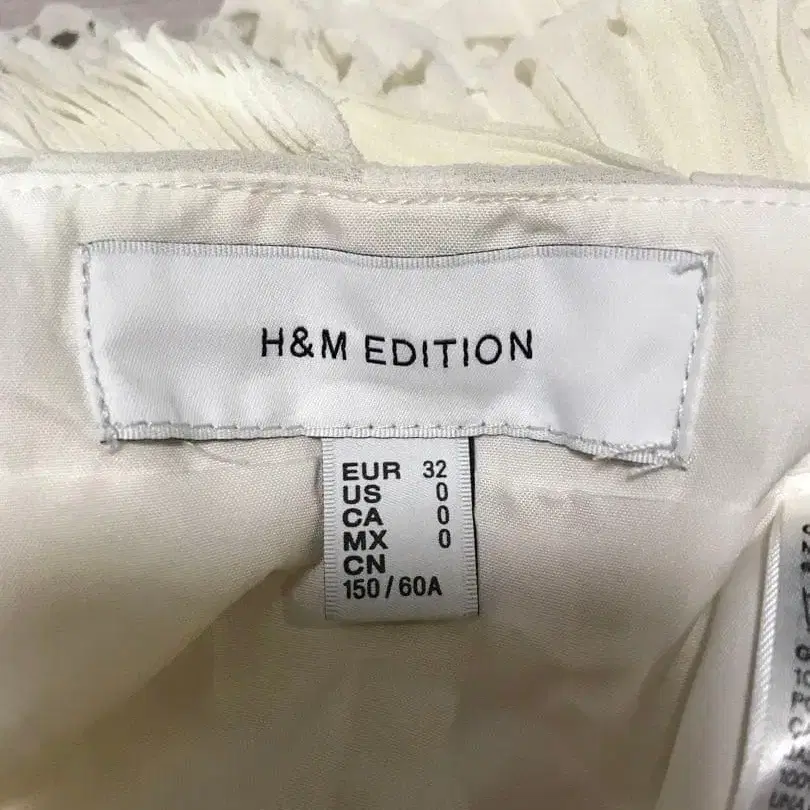 H&M EDITION
EUR 32
US 0
CA 0
MX 0
CN
150/60A